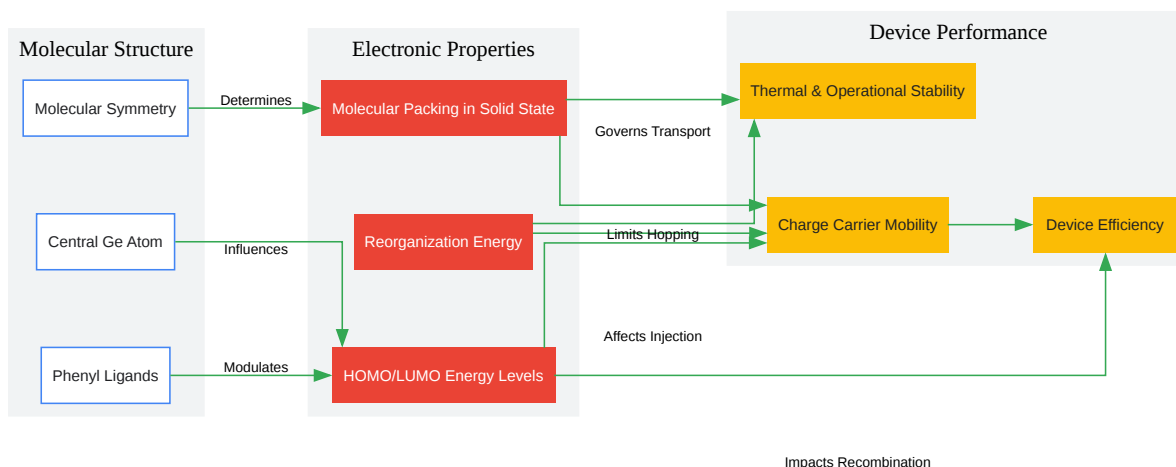 Molecular Structure
Electronic Properties
Device Performance
Molecular Symmetry
Determines
Molecular Packing in Solid State
Thermal & Operational Stability
Governs Transport
Central Ge Atom
Influences
Reorganization Energy
Limits Hopping
Charge Carrier Mobility
Device Efficiency
Phenyl Ligands
Modulates
HOMO/LUMO Energy Levels
Affects Injection
Impacts Recombination